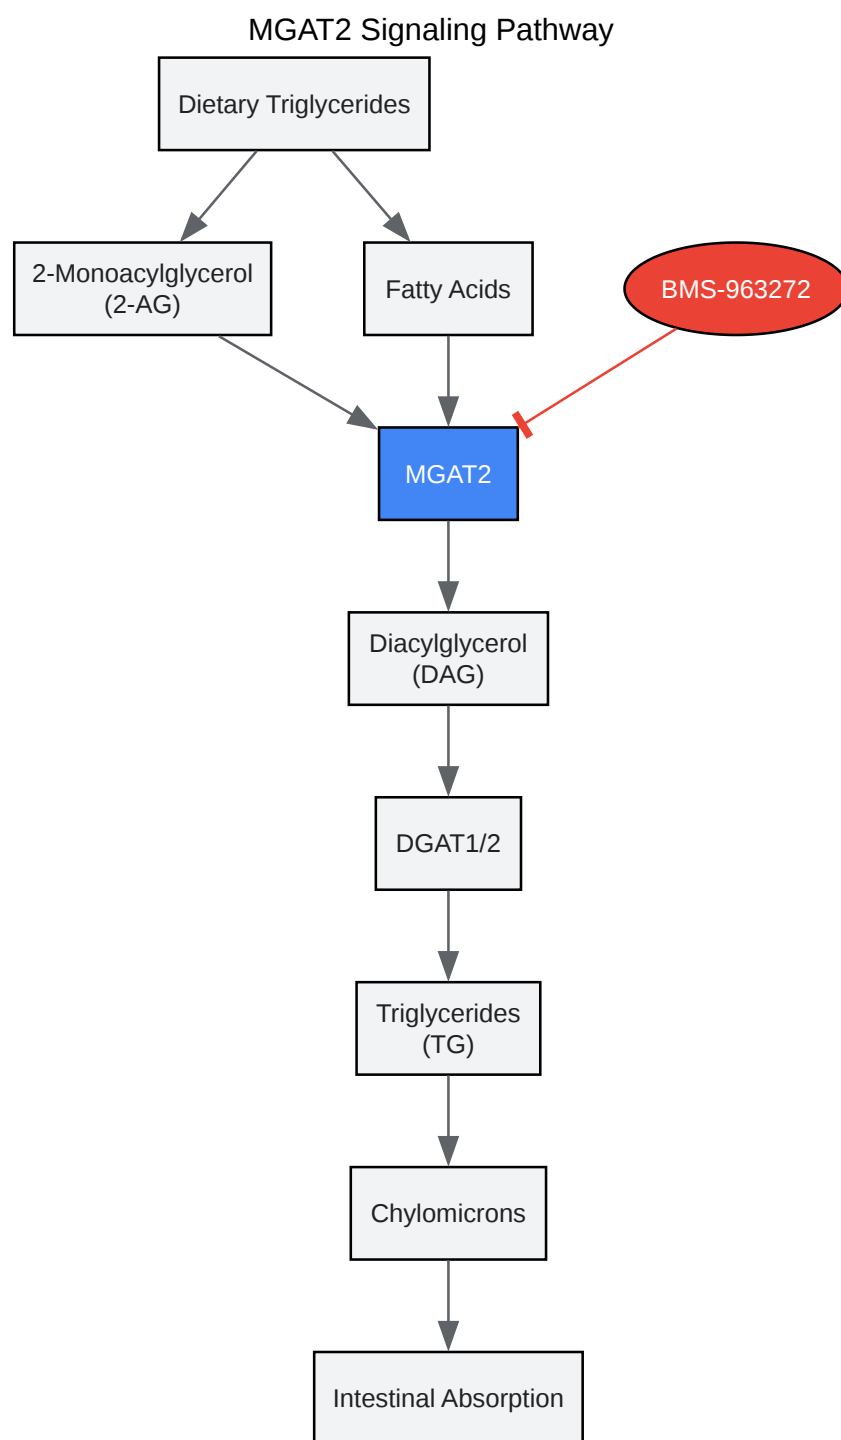 MGAT2 Signaling Pathway
Dietary Triglycerides
2-Monoacylglycerol
(2-AG)
Fatty Acids
BMS-963272
MGAT2
Diacylglycerol
(DAG)
DGAT1/2
Triglycerides
(TG)
Chylomicrons
Intestinal Absorption